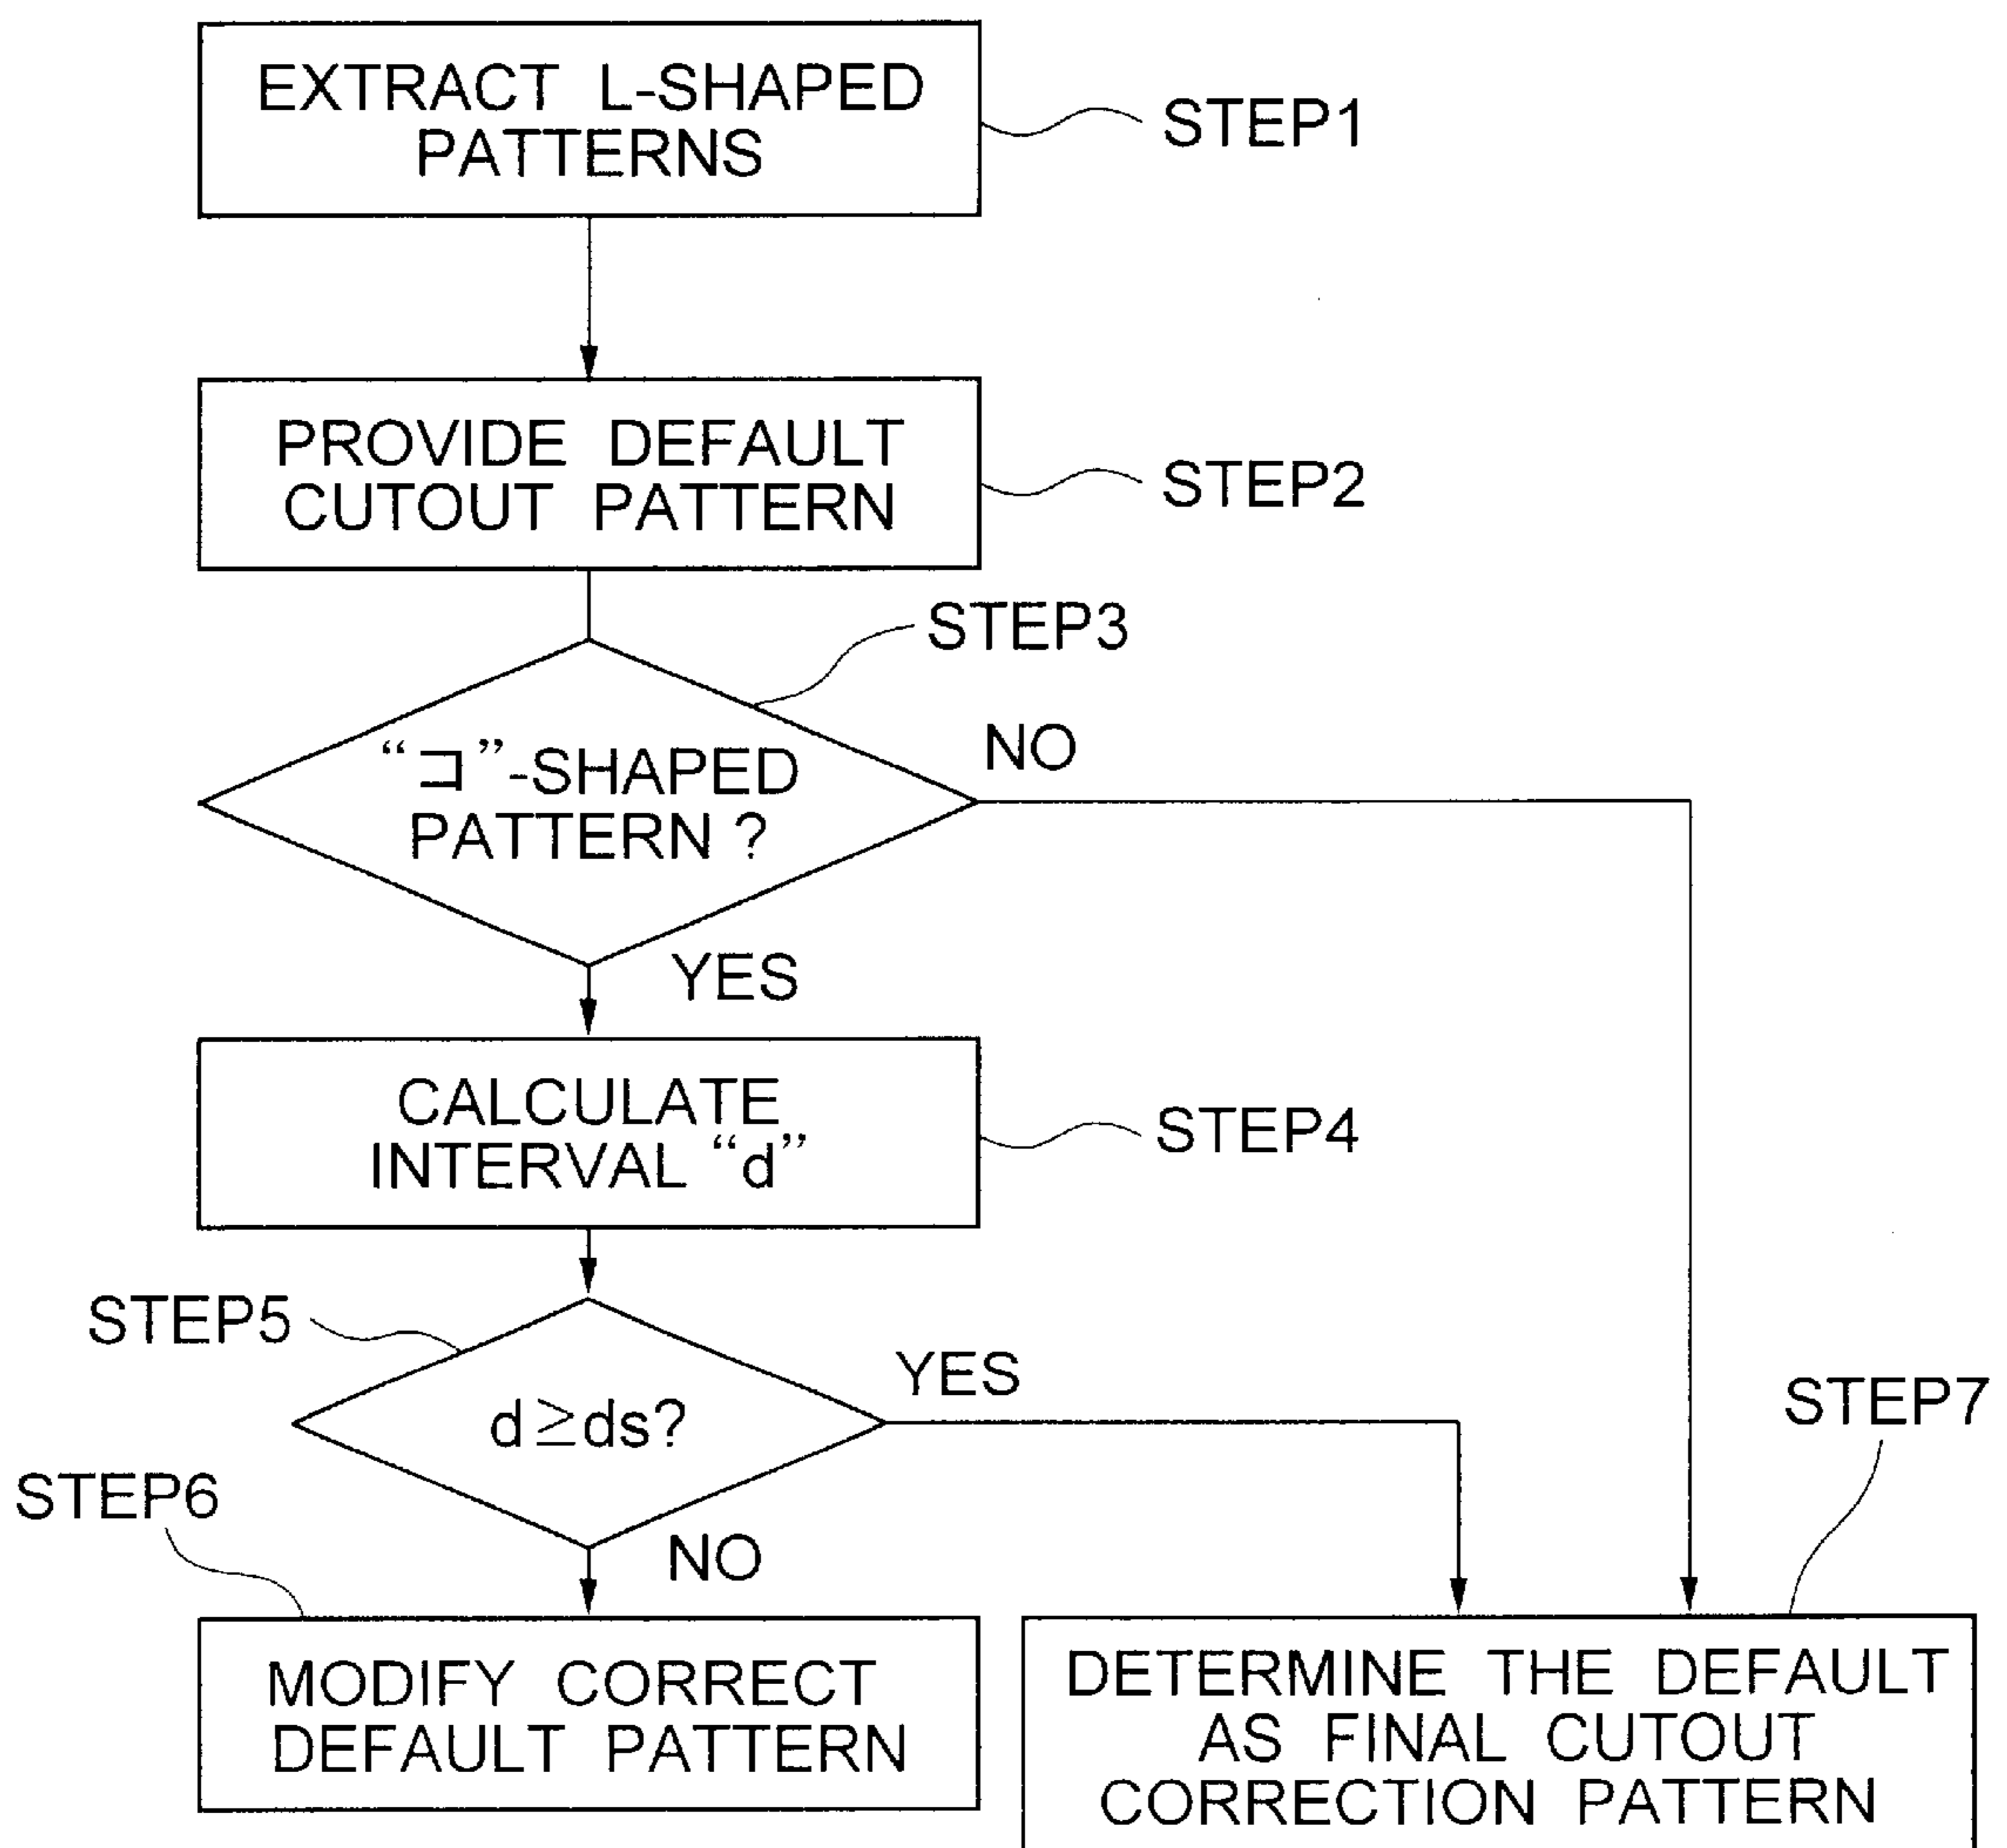 EXTRACT L-SHAPED
PATTERNS
STEP1
PROVIDE DEFAULT
CUTOUT PATTERN
STEP2
STEP3
“コ”-SHAPED
PATTERN ?
NO
YES
CALCULATE
INTERVAL “d”
STEP4
STEP5
d≧ds?
YES
NO
STEP6
MODIFY CORRECT
DEFAULT PATTERN
STEP7
DETERMINE THE DEFAULT
AS FINAL CUTOUT
CORRECTION PATTERN